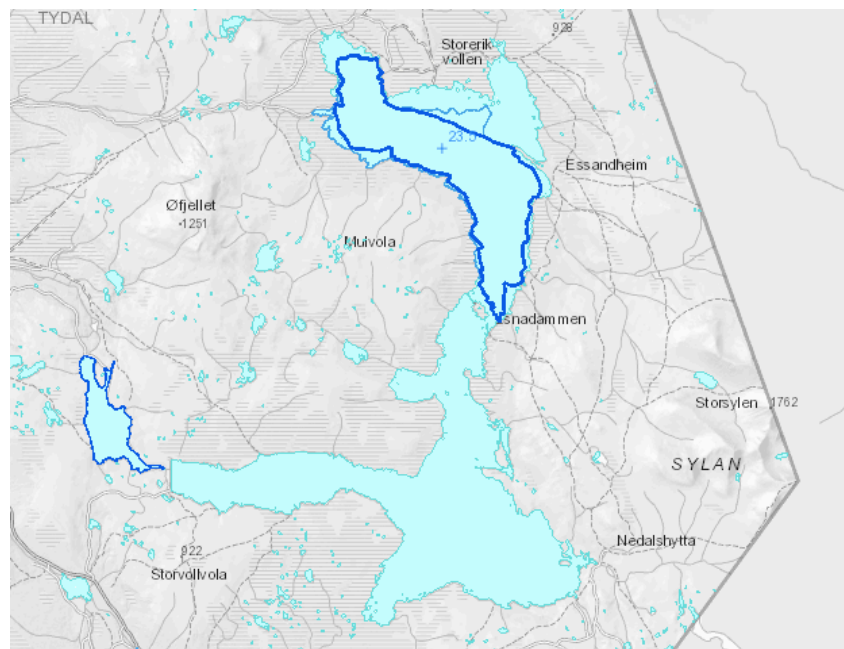 TYDAL
928
Storerik
vollen
23.5
Essandheim
Øfjellet
1251
Muivola
snadammen
Storsylen
1762
SYLAN
Nedalshytta
922
Storvollvola